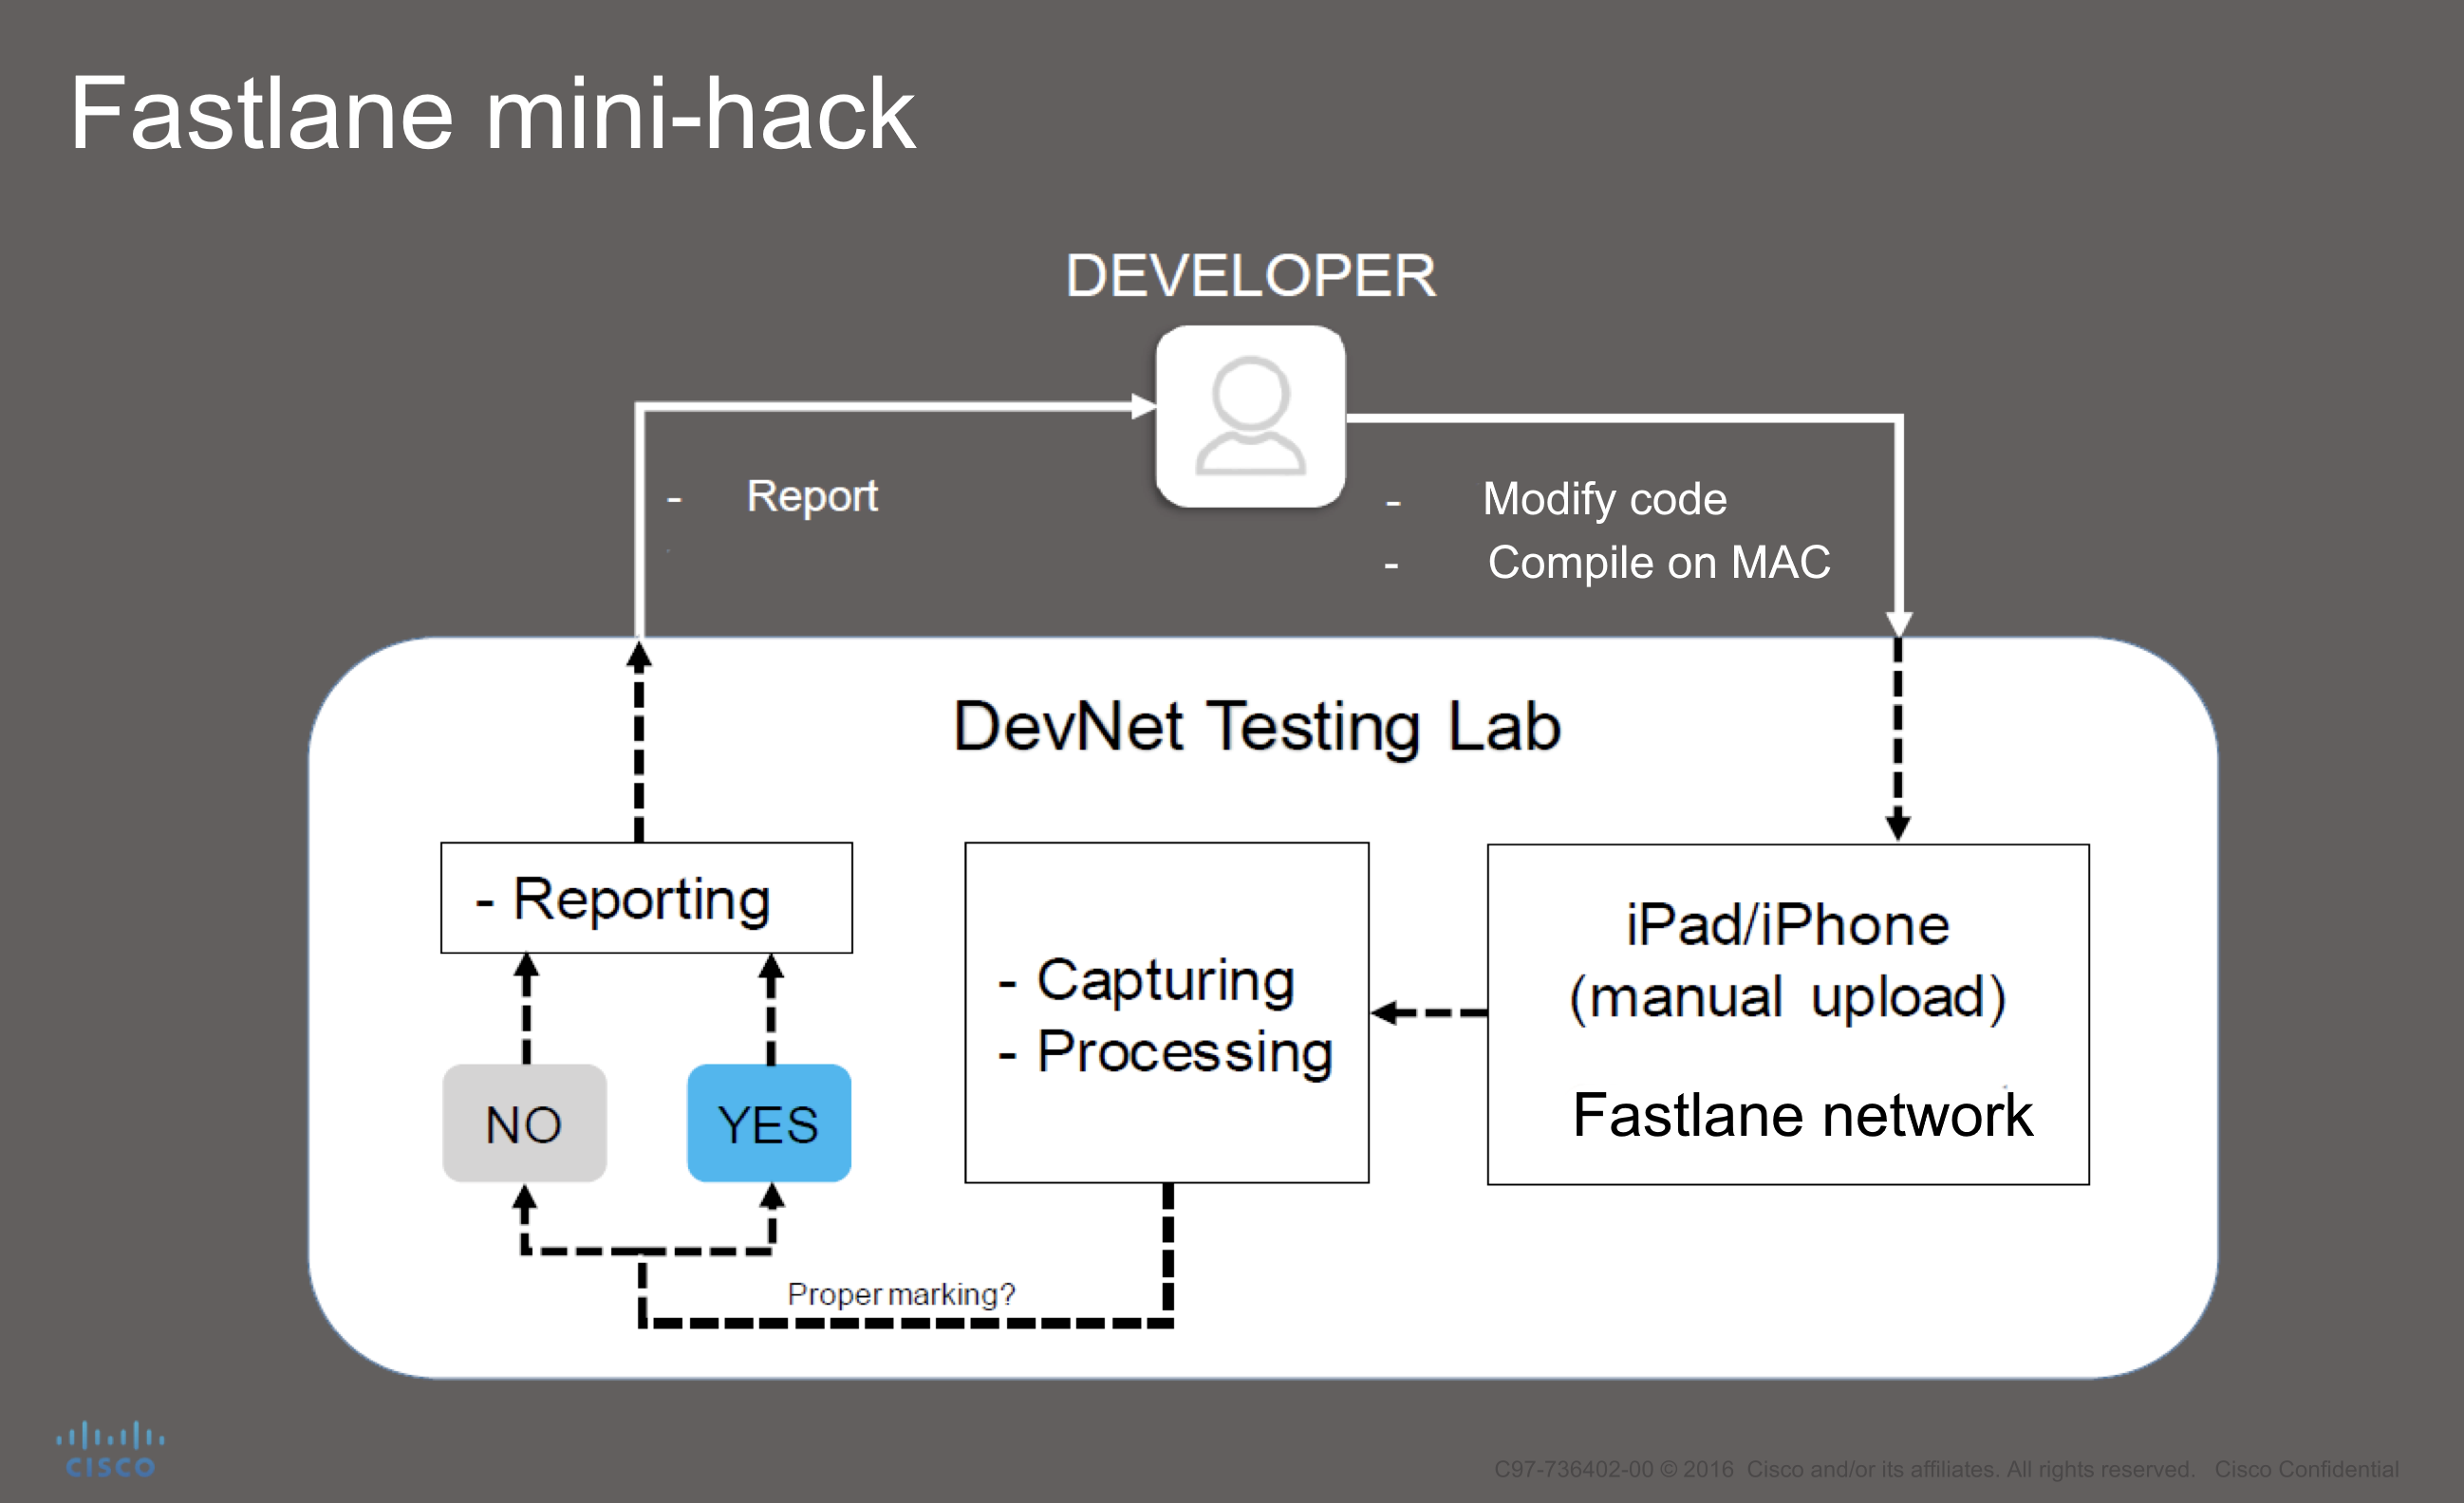 Fastlane mini-hack
DEVELOPER
- Report
- Modify code
- Compile on MAC
DevNet Testing Lab
- Reporting
- Capturing
- Processing
iPad/iPhone
(manual upload)
Fastlane network
NO
YES
Proper marking?
CISCO
C97-736402-00 © 2016 Cisco and/or its affiliates. All rights reserved. Cisco Confidential